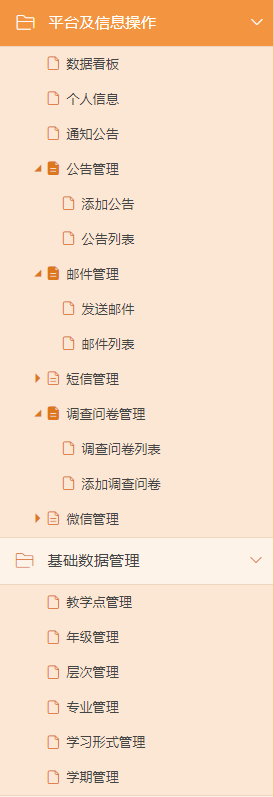 平台及信息操作
数据看板
个人信息
通知公告
公告管理
添加公告
公告列表
邮件管理
发送邮件
邮件列表
短信管理
调查问卷管理
调查问卷列表
添加调查问卷
微信管理
基础数据管理
教学点管理
年级管理
层次管理
专业管理
学习形式管理
学期管理